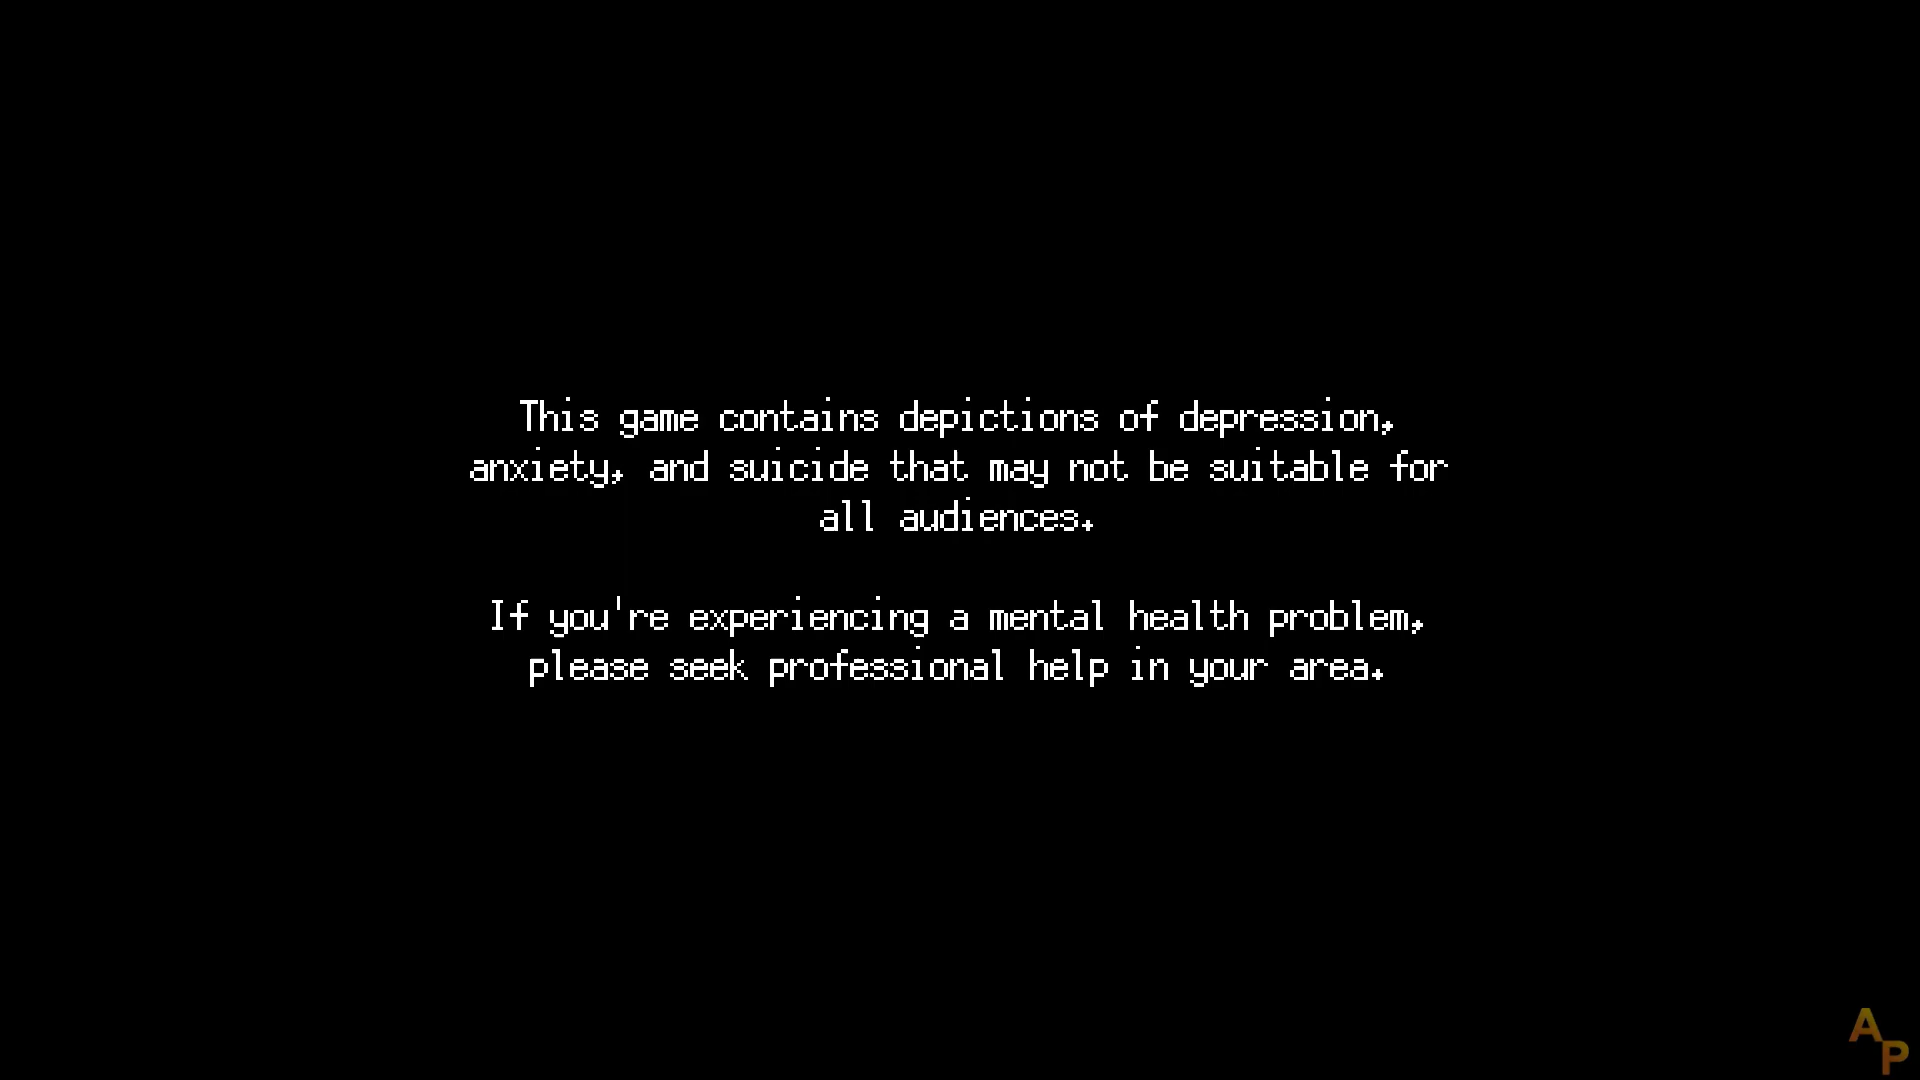 This game contains depictions of depression,
anxiety, and suicide that may not be suitable for
all audiences.
If you're experiencing a mental health problem,
please seek professional help in your area.
A
P